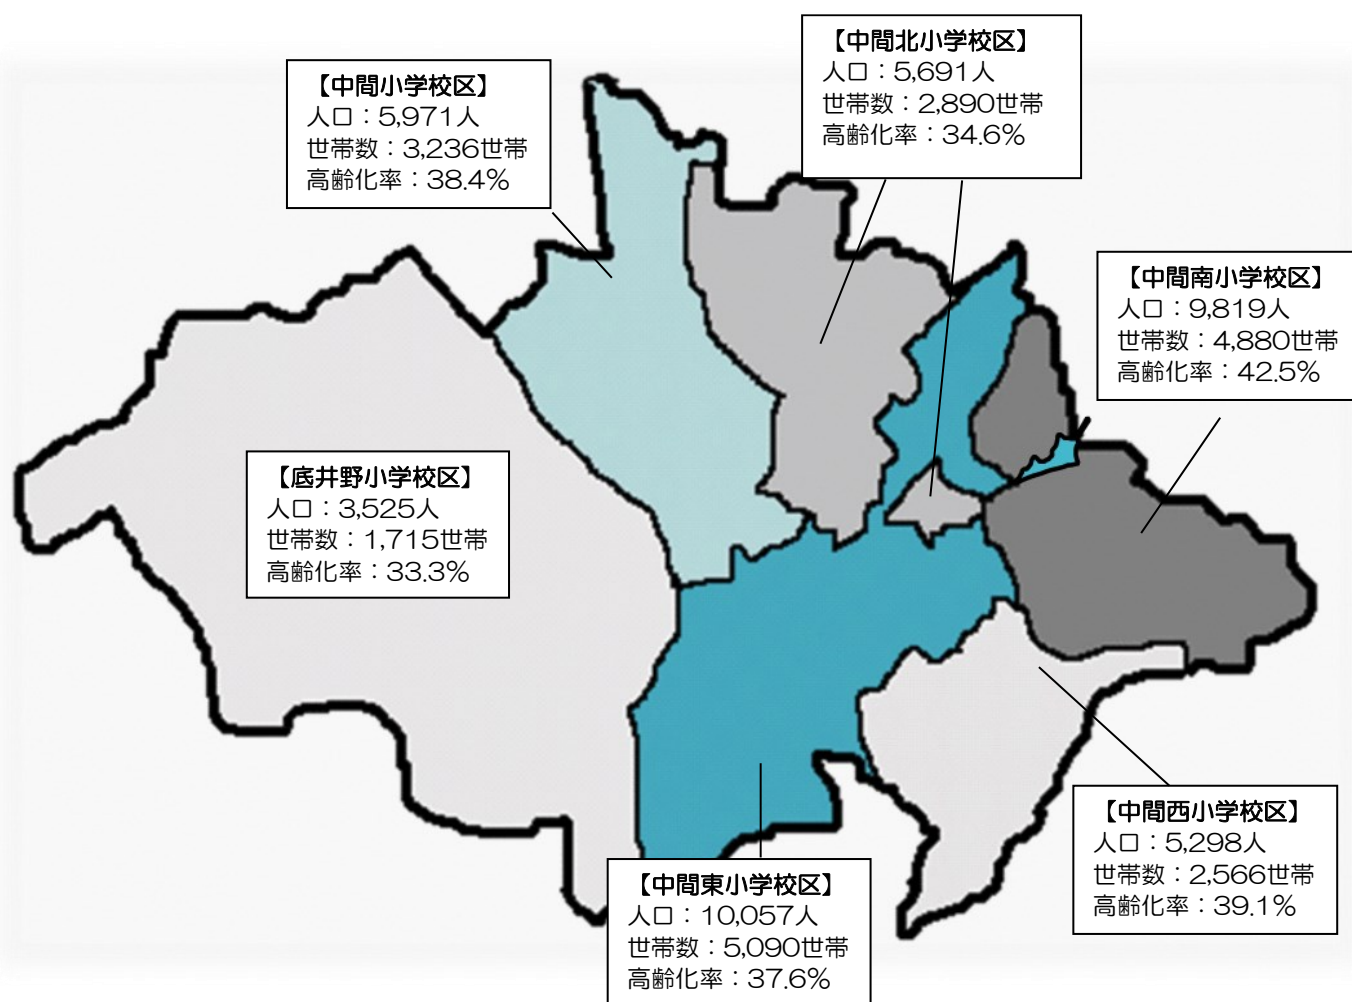 【中間北小学校区】
人口：5,691人
世帯数：2,890世帯
高齢化率：34.6%
【中間小学校区】
人口：5,971人
世帯数：3,236世帯
高齢化率：38.4%
【中間南小学校区】
人口：9,819人
世帯数：4,880世帯
高齢化率：42.5%
【底井野小学校区】
人口：3,525人
世帯数：1,715世帯
高齢化率：33.3%
【中間西小学校区】
人口：5,298人
世帯数：2,566世帯
高齢化率：39.1%
【中間東小学校区】
人口：10,057人
世帯数：5,090世帯
高齢化率：37.6%